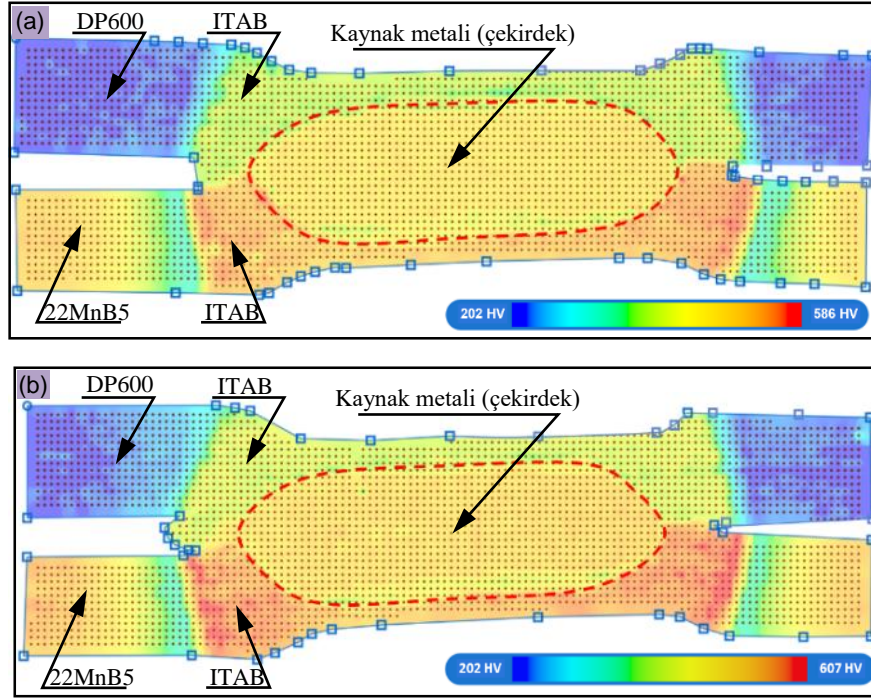 (a)
DP600
ITAB
Kaynak metali (çekirdek)
22MnB5
ITAB
202 HV
586 HV
(b)
DP600
ITAB
Kaynak metali (çekirdek)
22MnB5
ITAB
202 HV
607 HV